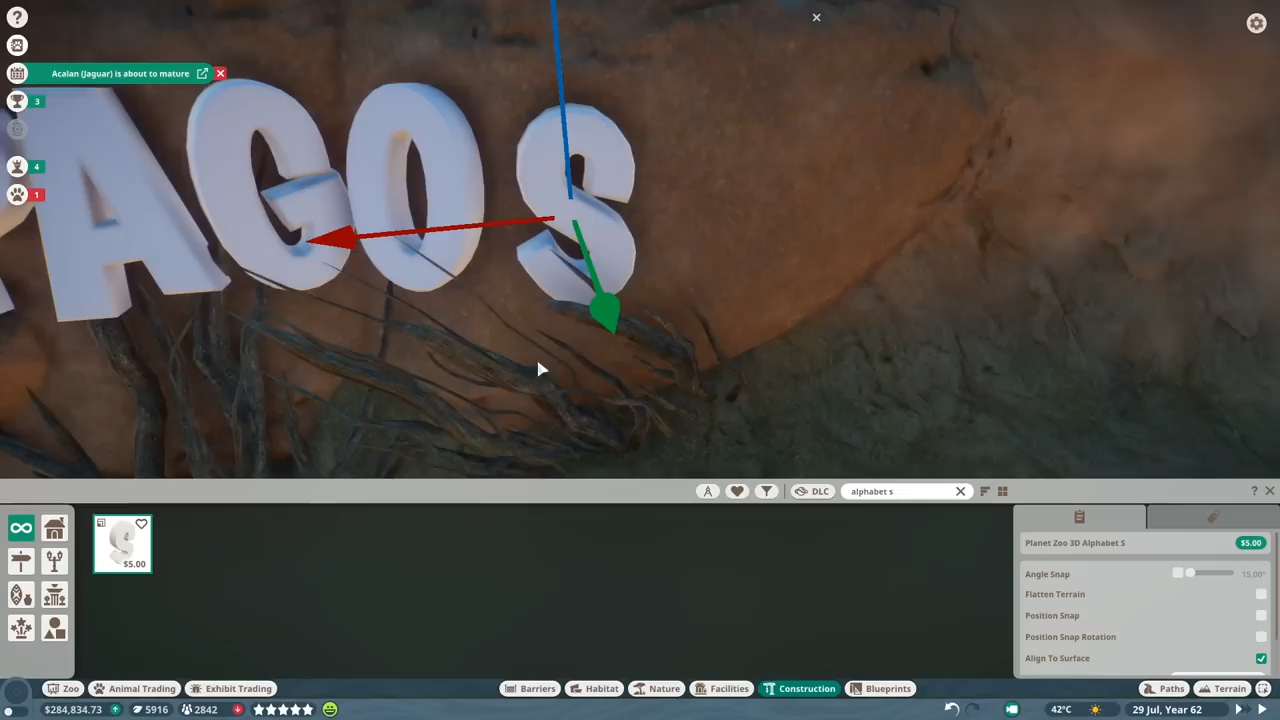 Acalan (Jaguar) is about to mature
3
4
1
AGOS
DLC
alphabet s
?
$5.00
Planet Zoo 3D Alphabet S
$5.00
Angle Snap
15.00°
Flatten Terrain
Position Snap
Position Snap Rotation
Align To Surface
Zoo
Animal Trading
Exhibit Trading
Barriers
Habitat
Nature
Facilities
Construction
Blueprints
Paths
Terrain
$284,834.73
5916
2842
42°C
29 Jul, Year 62